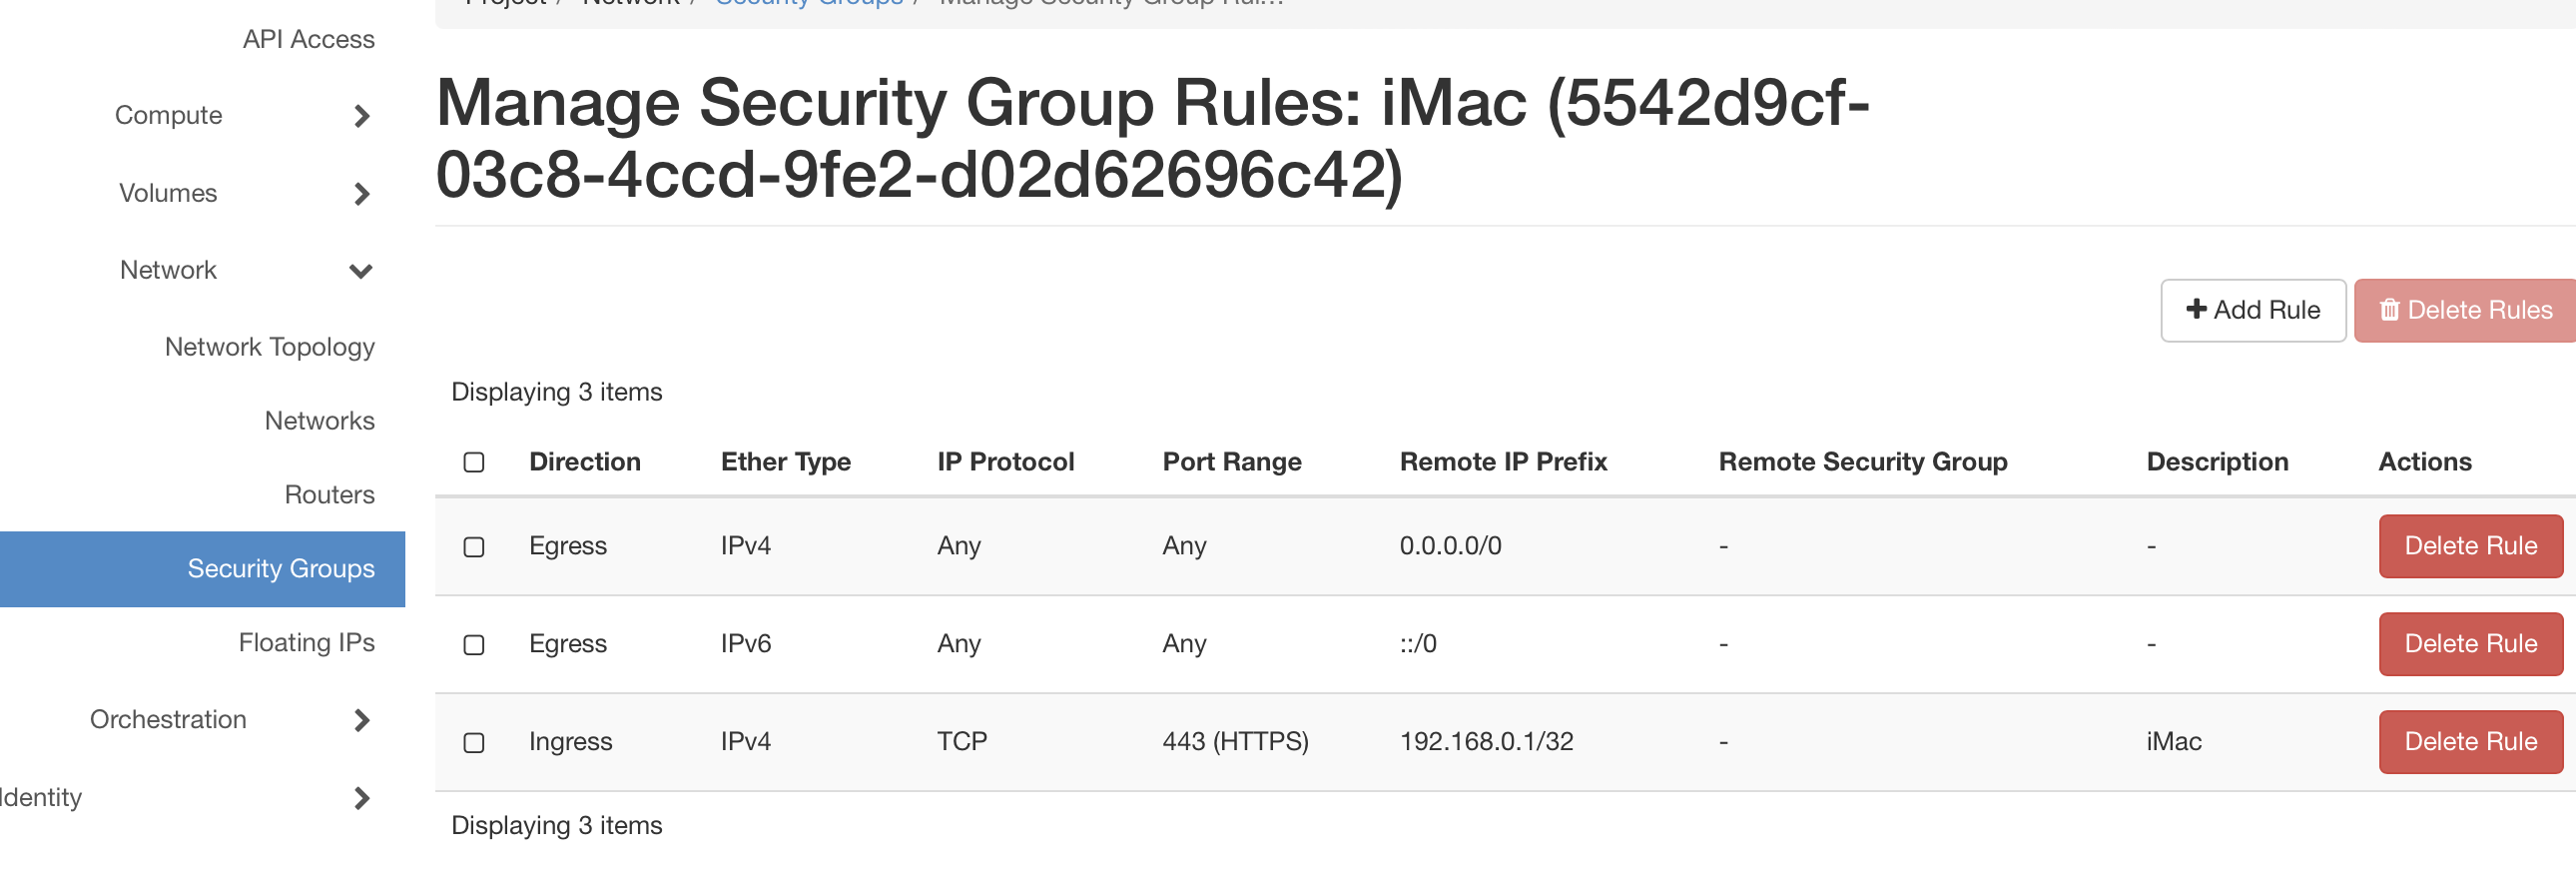 Project / Network / Security Groups / Manage Security Group Rul...
API Access
Compute
Volumes
Network
Network Topology
Networks
Routers
Security Groups
Floating IPs
Orchestration
Identity
Manage Security Group Rules: iMac (5542d9cf-
03c8-4ccd-9fe2-d02d62696c42)
Add Rule
Delete Rules
Displaying 3 items
Direction Ether Type IP Protocol Port Range Remote IP Prefix Remote Security Group Description Actions
Egress IPv4 Any Any 0.0.0.0/0 - - Delete Rule
Egress IPv6 Any Any ::/0 - - Delete Rule
Ingress IPv4 TCP 443 (HTTPS) 192.168.0.1/32 - iMac Delete Rule
Displaying 3 items